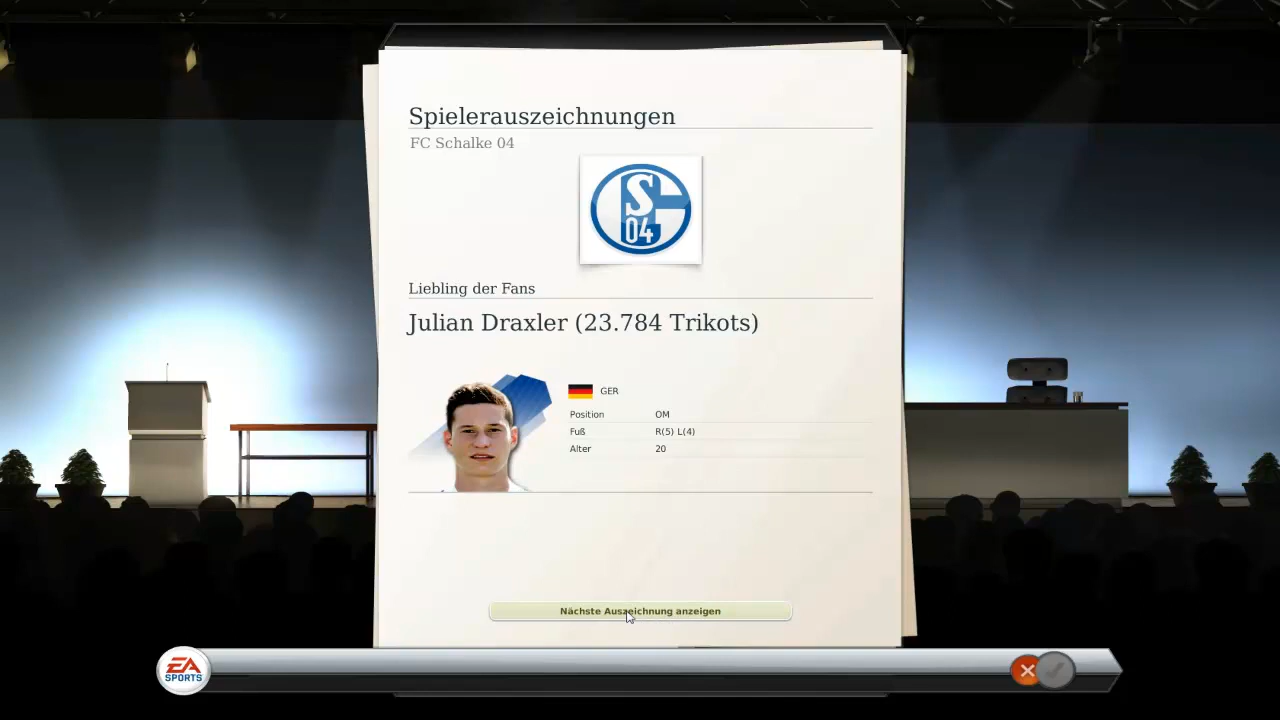 Spielerauszeichnungen
FC Schalke 04
S
04
Liebling der Fans
Julian Draxler (23.784 Trikots)
GER
Position OM
Fuß R(5) L(4)
Alter 20
Nächste Auszeichnung anzeigen
EA
SPORTS